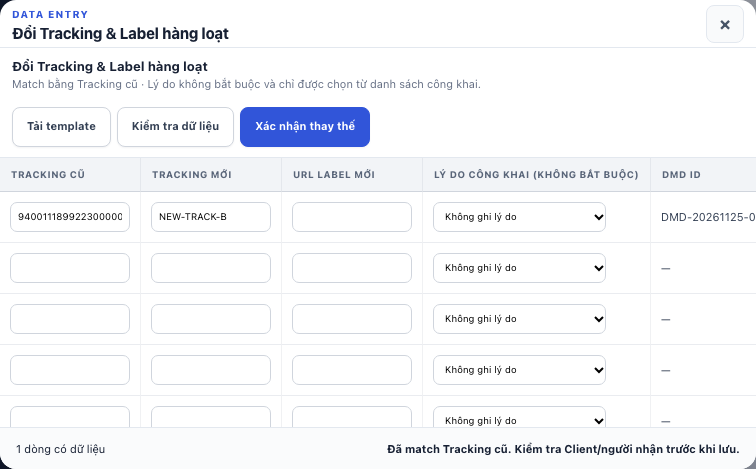 DATA ENTRY
Đổi Tracking & Label hàng loạt
×
Đổi Tracking & Label hàng loạt
Match bằng Tracking cũ · Lý do không bắt buộc và chỉ được chọn từ danh sách công khai.
Tải template Kiểm tra dữ liệu Xác nhận thay thế
TRACKING CŨ TRACKING MỚI URL LABEL MỚI LÝ DO CÔNG KHAI (KHÔNG BẮT BUỘC) DMD ID
940011189922300000 NEW-TRACK-B Không ghi lý do DMD-20261125-0
Không ghi lý do —
Không ghi lý do —
Không ghi lý do —
Không ghi lý do —
1 dòng có dữ liệu Đã match Tracking cũ. Kiểm tra Client/người nhận trước khi lưu.